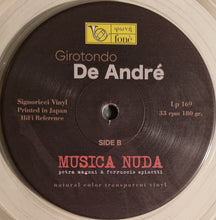 fonè
Girotondo
De André
Signoricci Vinyl
Printed in Japan
HiFi Reference
Lp 169
33 rpm 180 gr.
SIDE B
MUSICA NUDA
petra magoni & ferruccio spinetti
natural color transparent vinyl